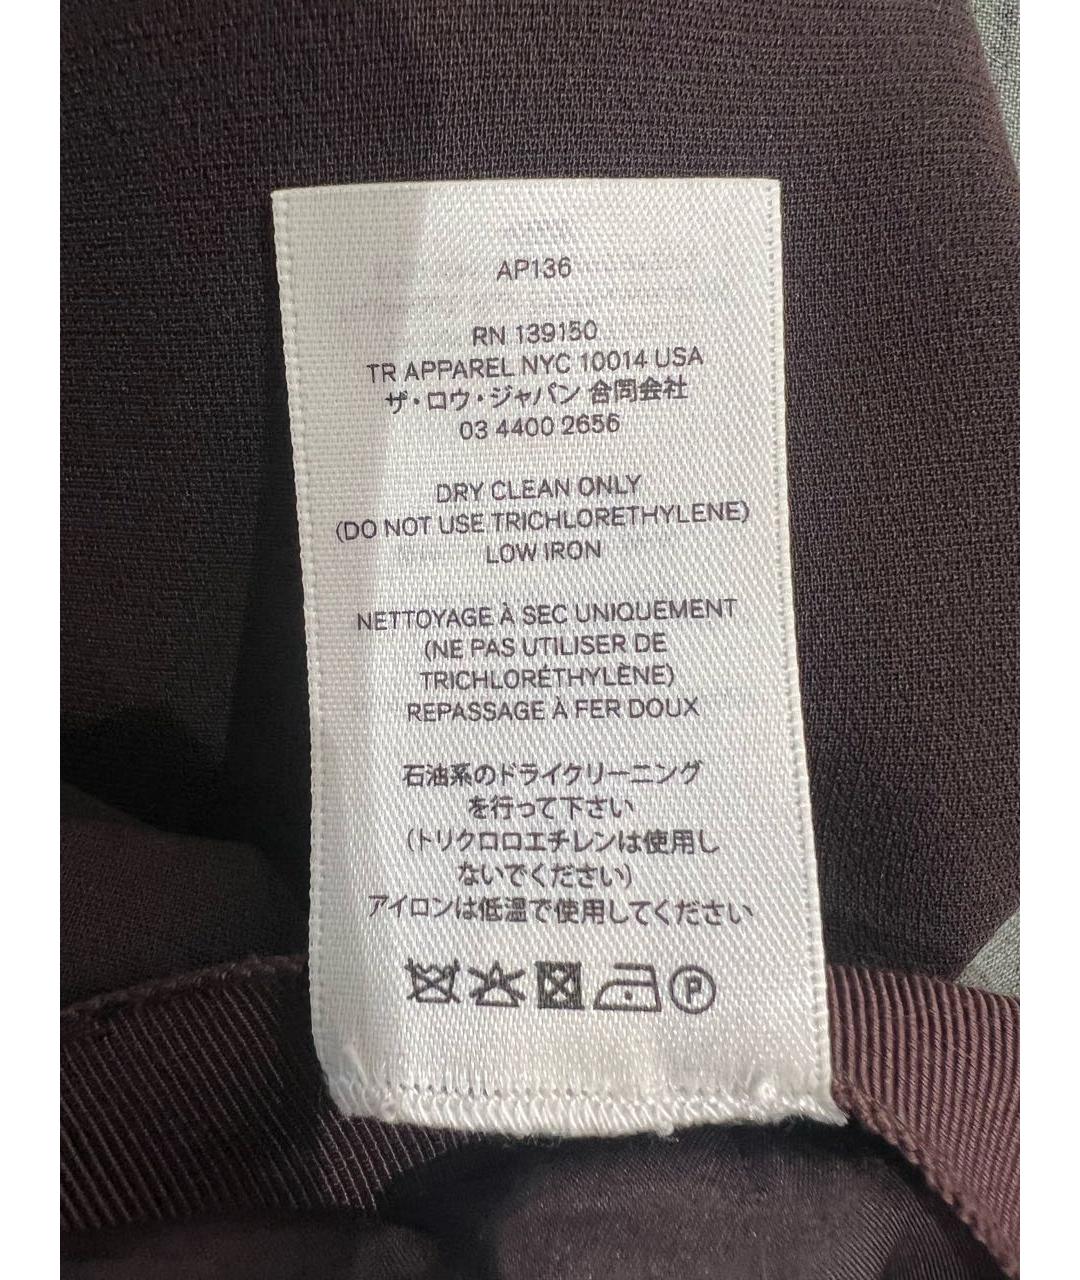 AP136
RN 139150
TR APPAREL NYC 10014 USA
ザ・ロウ・ジャパン 合同会社
03 4400 2656
DRY CLEAN ONLY
(DO NOT USE TRICHLORETHYLENE)
LOW IRON
NETTOYAGE À SEC UNIQUEMENT
(NE PAS UTILISER DE
TRICHLORÉTHYLÈNE)
REPASSAGE À FER DOUX
石油系のドライクリーニング
を行って下さい
(トリクロロエチレンは使用し
ないでください)
アイロンは低温で使用してください
P